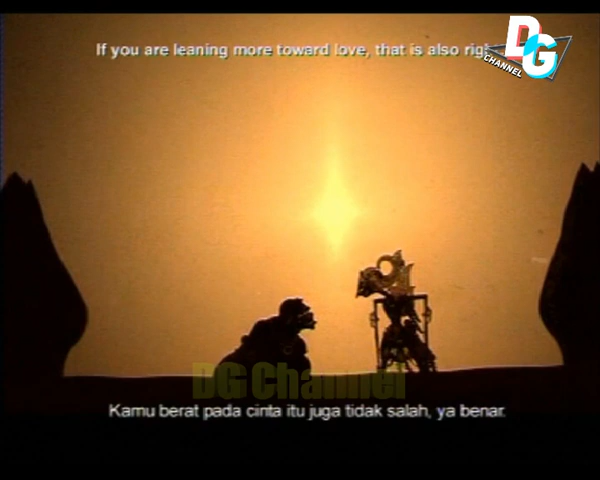 If you are leaning more toward love, that is also
DG
CHANNEL
DG Channel
Kamu berat pada cinta itu juga tidak salah, ya benar.